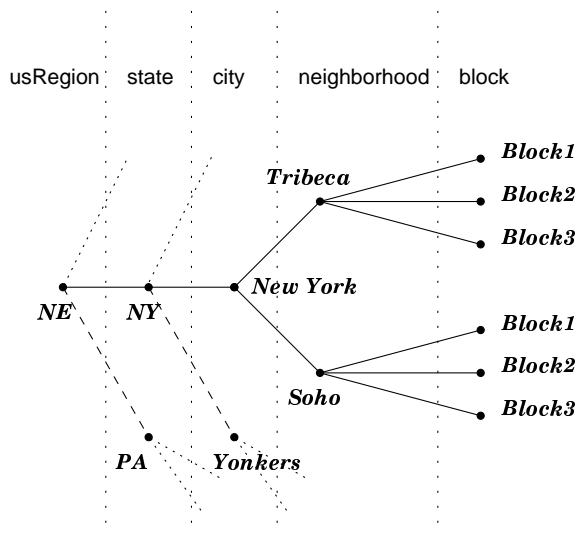 usRegion state city neighborhood block
Block1
Tribeca
Block2
Block3
New York
NE NY
Block1
Block2
Soho
Block3
PA Yonkers